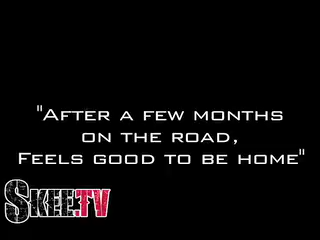 "After a few months
on the road,
Feels good to be home"
Skee.TV